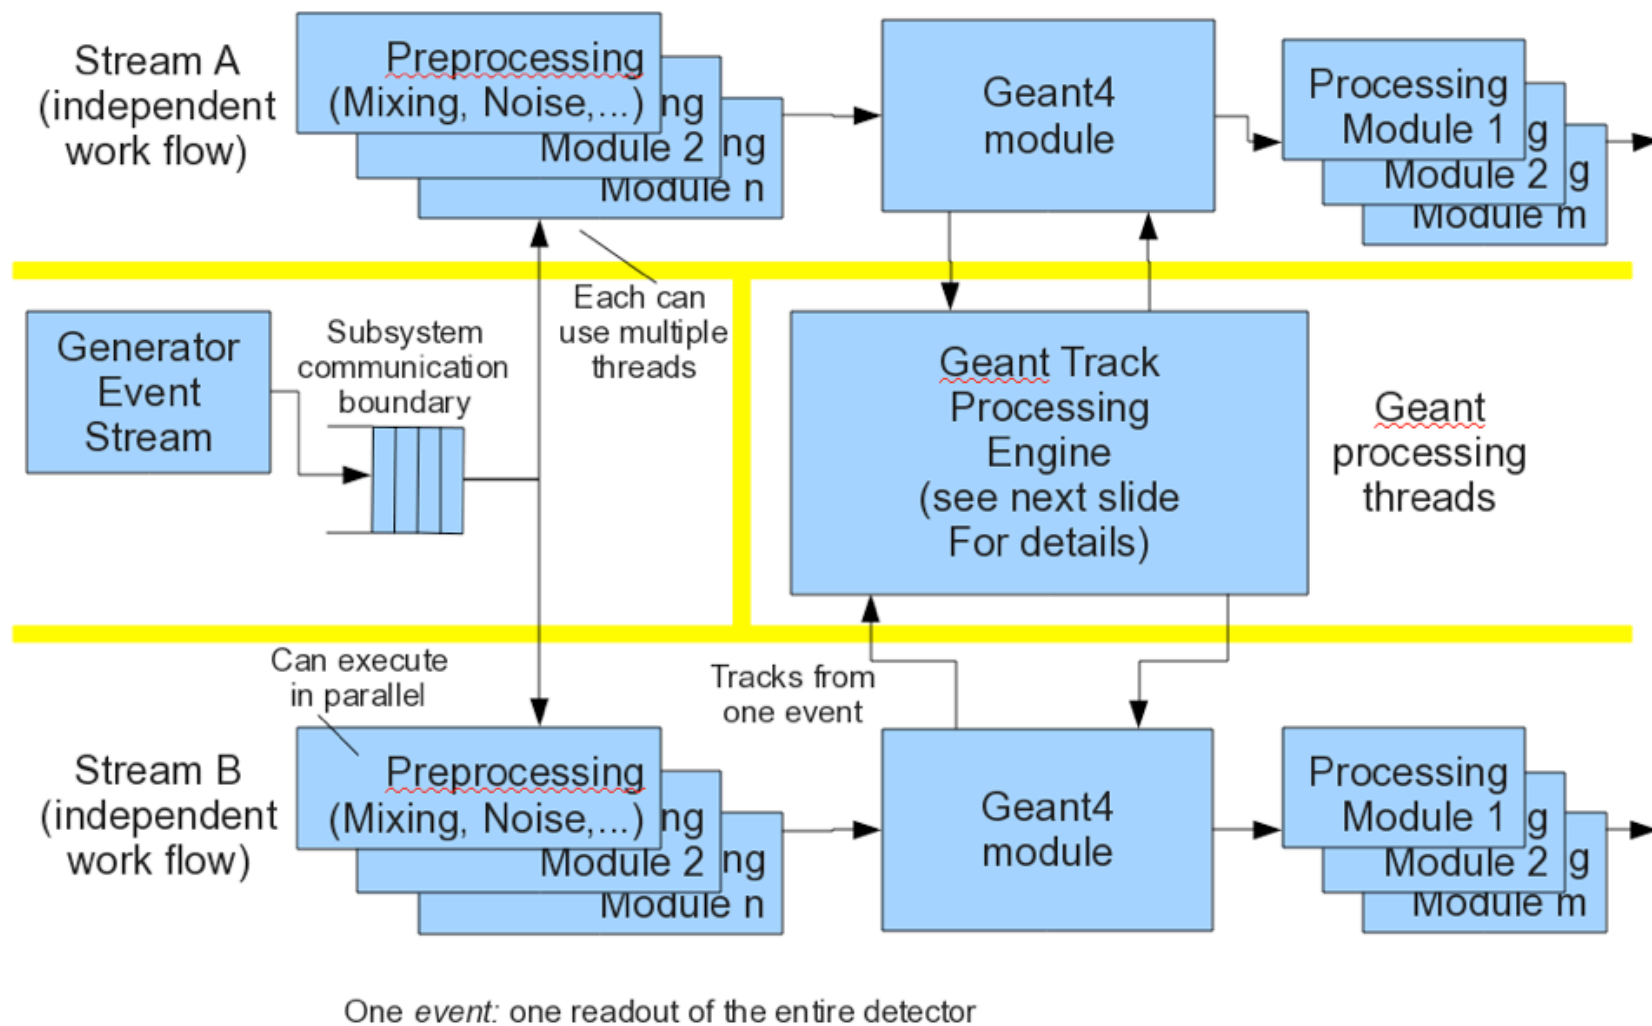 Stream A
(independent
work flow)
Preprocessing
(Mixing, Noise,...)
ng
Module 2
ng
Module n
Geant4
module
Processing
Module 1
g
Module 2
g
Module m
Each can
use multiple
threads
Generator
Event
Stream
Subsystem
communication
boundary
Geant Track
Processing
Engine
(see next slide
For details)
Geant
processing
threads
Can execute
in parallel
Tracks from
one event
Stream B
(independent
work flow)
Preprocessing
(Mixing, Noise,...)
ng
Module 2
ng
Module n
Geant4
module
Processing
Module 1
g
Module 2
g
Module m
One event: one readout of the entire detector